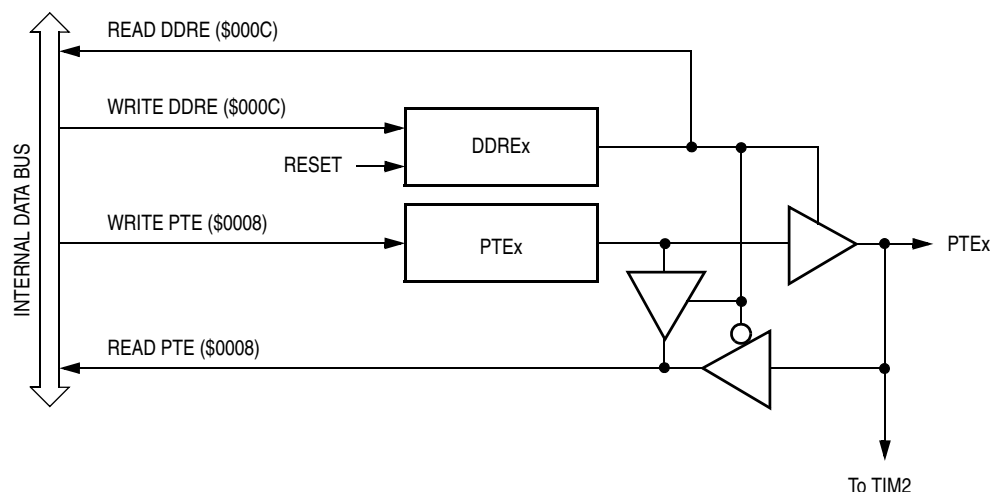 READ DDRE ($000C)
WRITE DDRE ($000C)
RESET
DDREx
INTERNAL DATA BUS
WRITE PTE ($0008)
PTEx
PTEx
READ PTE ($0008)
To TIM2